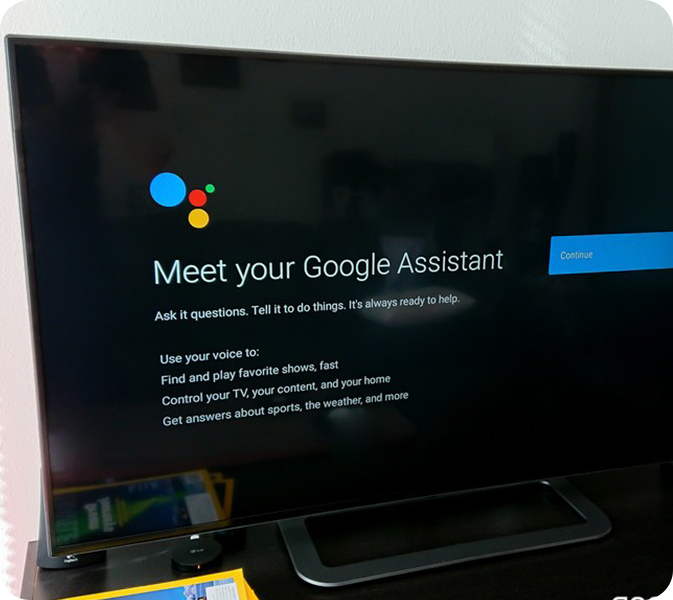 Meet your Google Assistant
Continue
Ask it questions. Tell it to do things. It's always ready to help.
Use your voice to:
Find and play favorite shows, fast
Control your TV, your content, and your home
Get answers about sports, the weather, and more